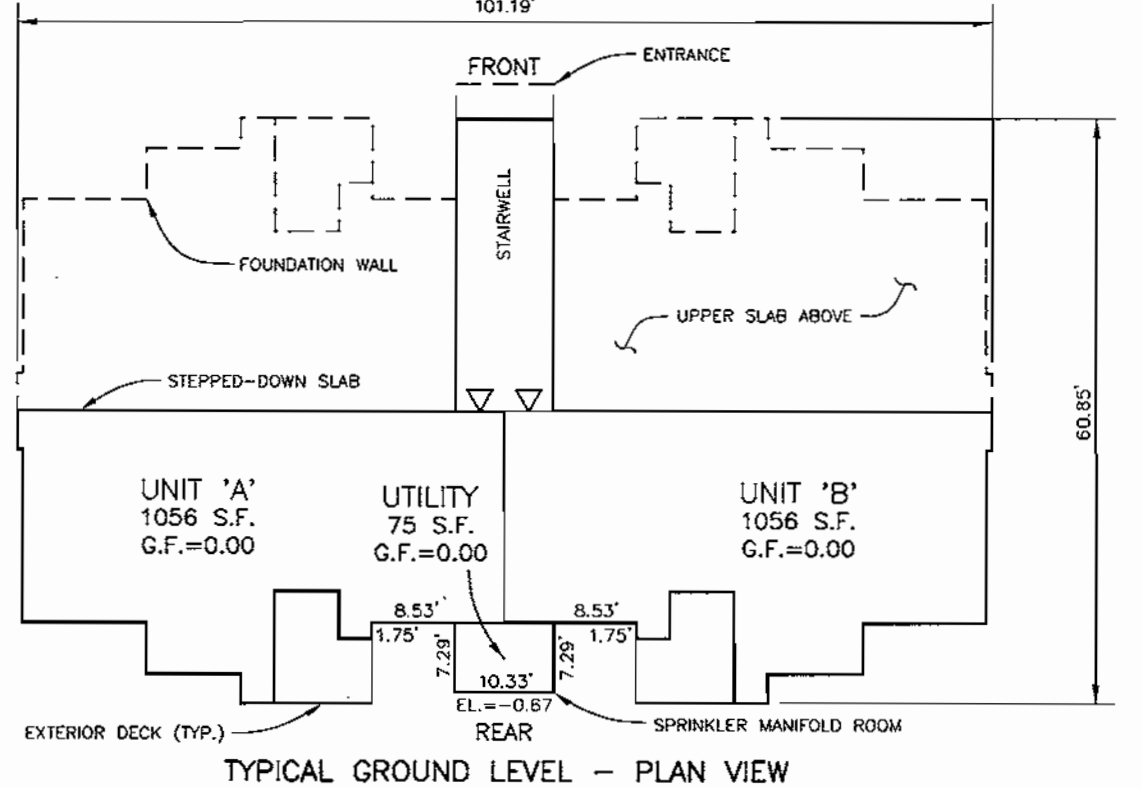 101.19'
FRONT
ENTRANCE
STAIRWELL
FOUNDATION WALL
UPPER SLAB ABOVE
STEPPED-DOWN SLAB
60.85'
UNIT 'A'
1056 S.F.
G.F.=0.00
UTILITY
75 S.F.
G.F.=0.00
UNIT 'B'
1056 S.F.
G.F.=0.00
8.53'
8.53'
1.75'
7.29'
7.29'
1.75'
10.33'
EL.=-0.67
EXTERIOR DECK (TYP.)
REAR
SPRINKLER MANIFOLD ROOM
TYPICAL GROUND LEVEL - PLAN VIEW